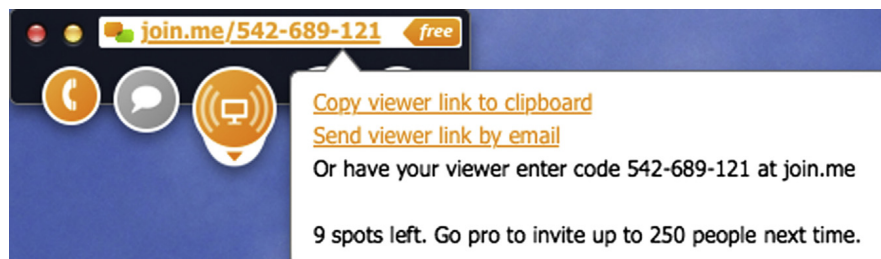 join.me/542-689-121 free
Copy viewer link to clipboard
Send viewer link by email
Or have your viewer enter code 542-689-121 at join.me
9 spots left. Go pro to invite up to 250 people next time.